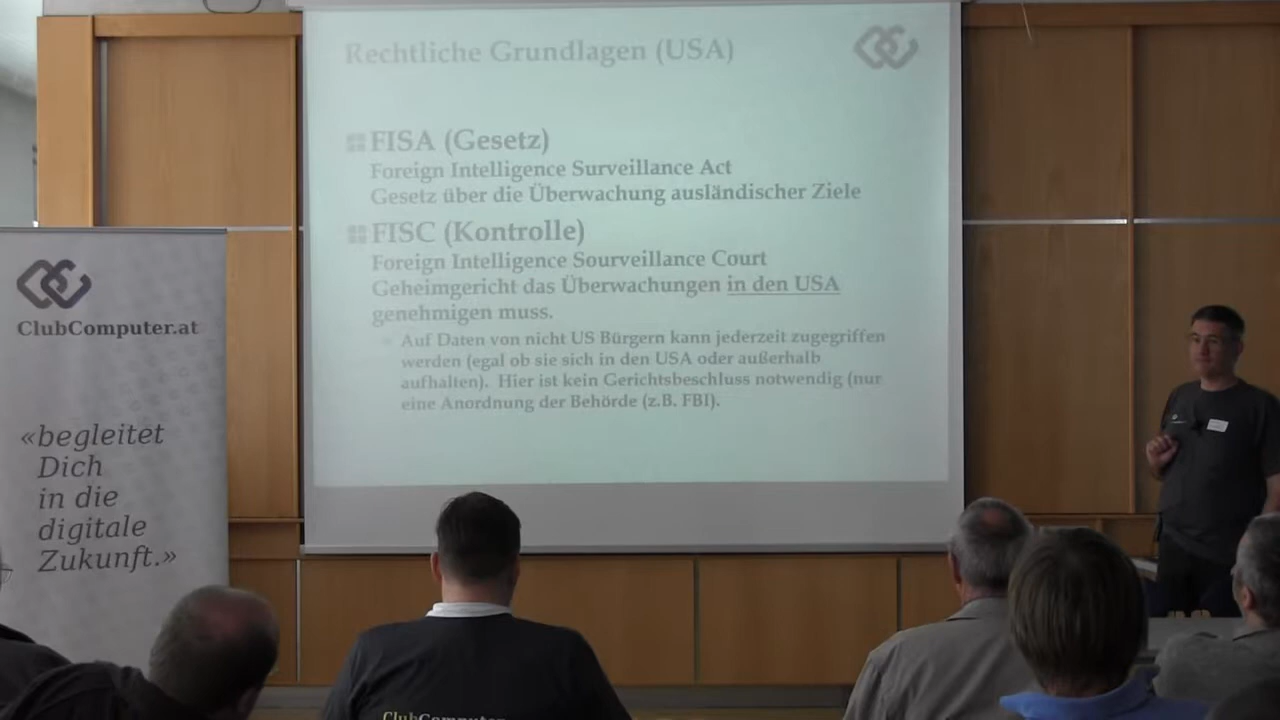 Rechtliche Grundlagen (USA)
FISA (Gesetz)
Foreign Intelligence Surveillance Act
Gesetz über die Überwachung ausländischer Ziele
FISC (Kontrolle)
Foreign Intelligence Sourveillance Court
Geheimgericht das Überwachungen in den USA
genehmigen muss.
Auf Daten von nicht US Bürgern kann jederzeit zugegriffen
werden (egal ob sie sich in den USA oder außerhalb
aufhalten). Hier ist kein Gerichtsbeschluss notwendig (nur
eine Anordnung der Behörde (z.B. FBI).
ClubComputer.at
«begleitet
Dich
in die
digitale
Zukunft.»
ClubComputer